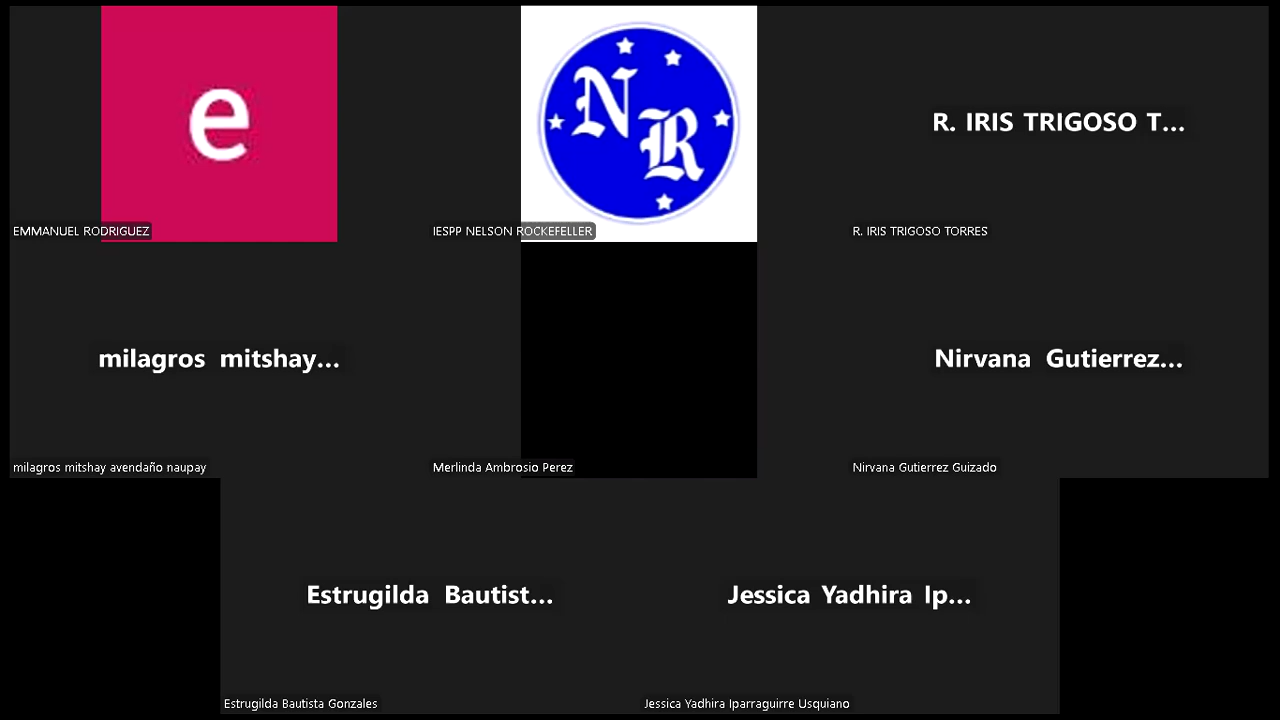 e
N
R
R. IRIS TRIGOSO T...
EMMANUEL RODRIGUEZ
IESPP NELSON ROCKEFELLER
R. IRIS TRIGOSO TORRES
milagros mitshay...
Nirvana Gutierrez...
milagros mitshay avendaño naupay
Merlinda Ambrosio Perez
Nirvana Gutierrez Guizado
Estrugilda Bautist...
Jessica Yadhira Ip...
Estrugilda Bautista Gonzales
Jessica Yadhira Iparraguirre Usquiano